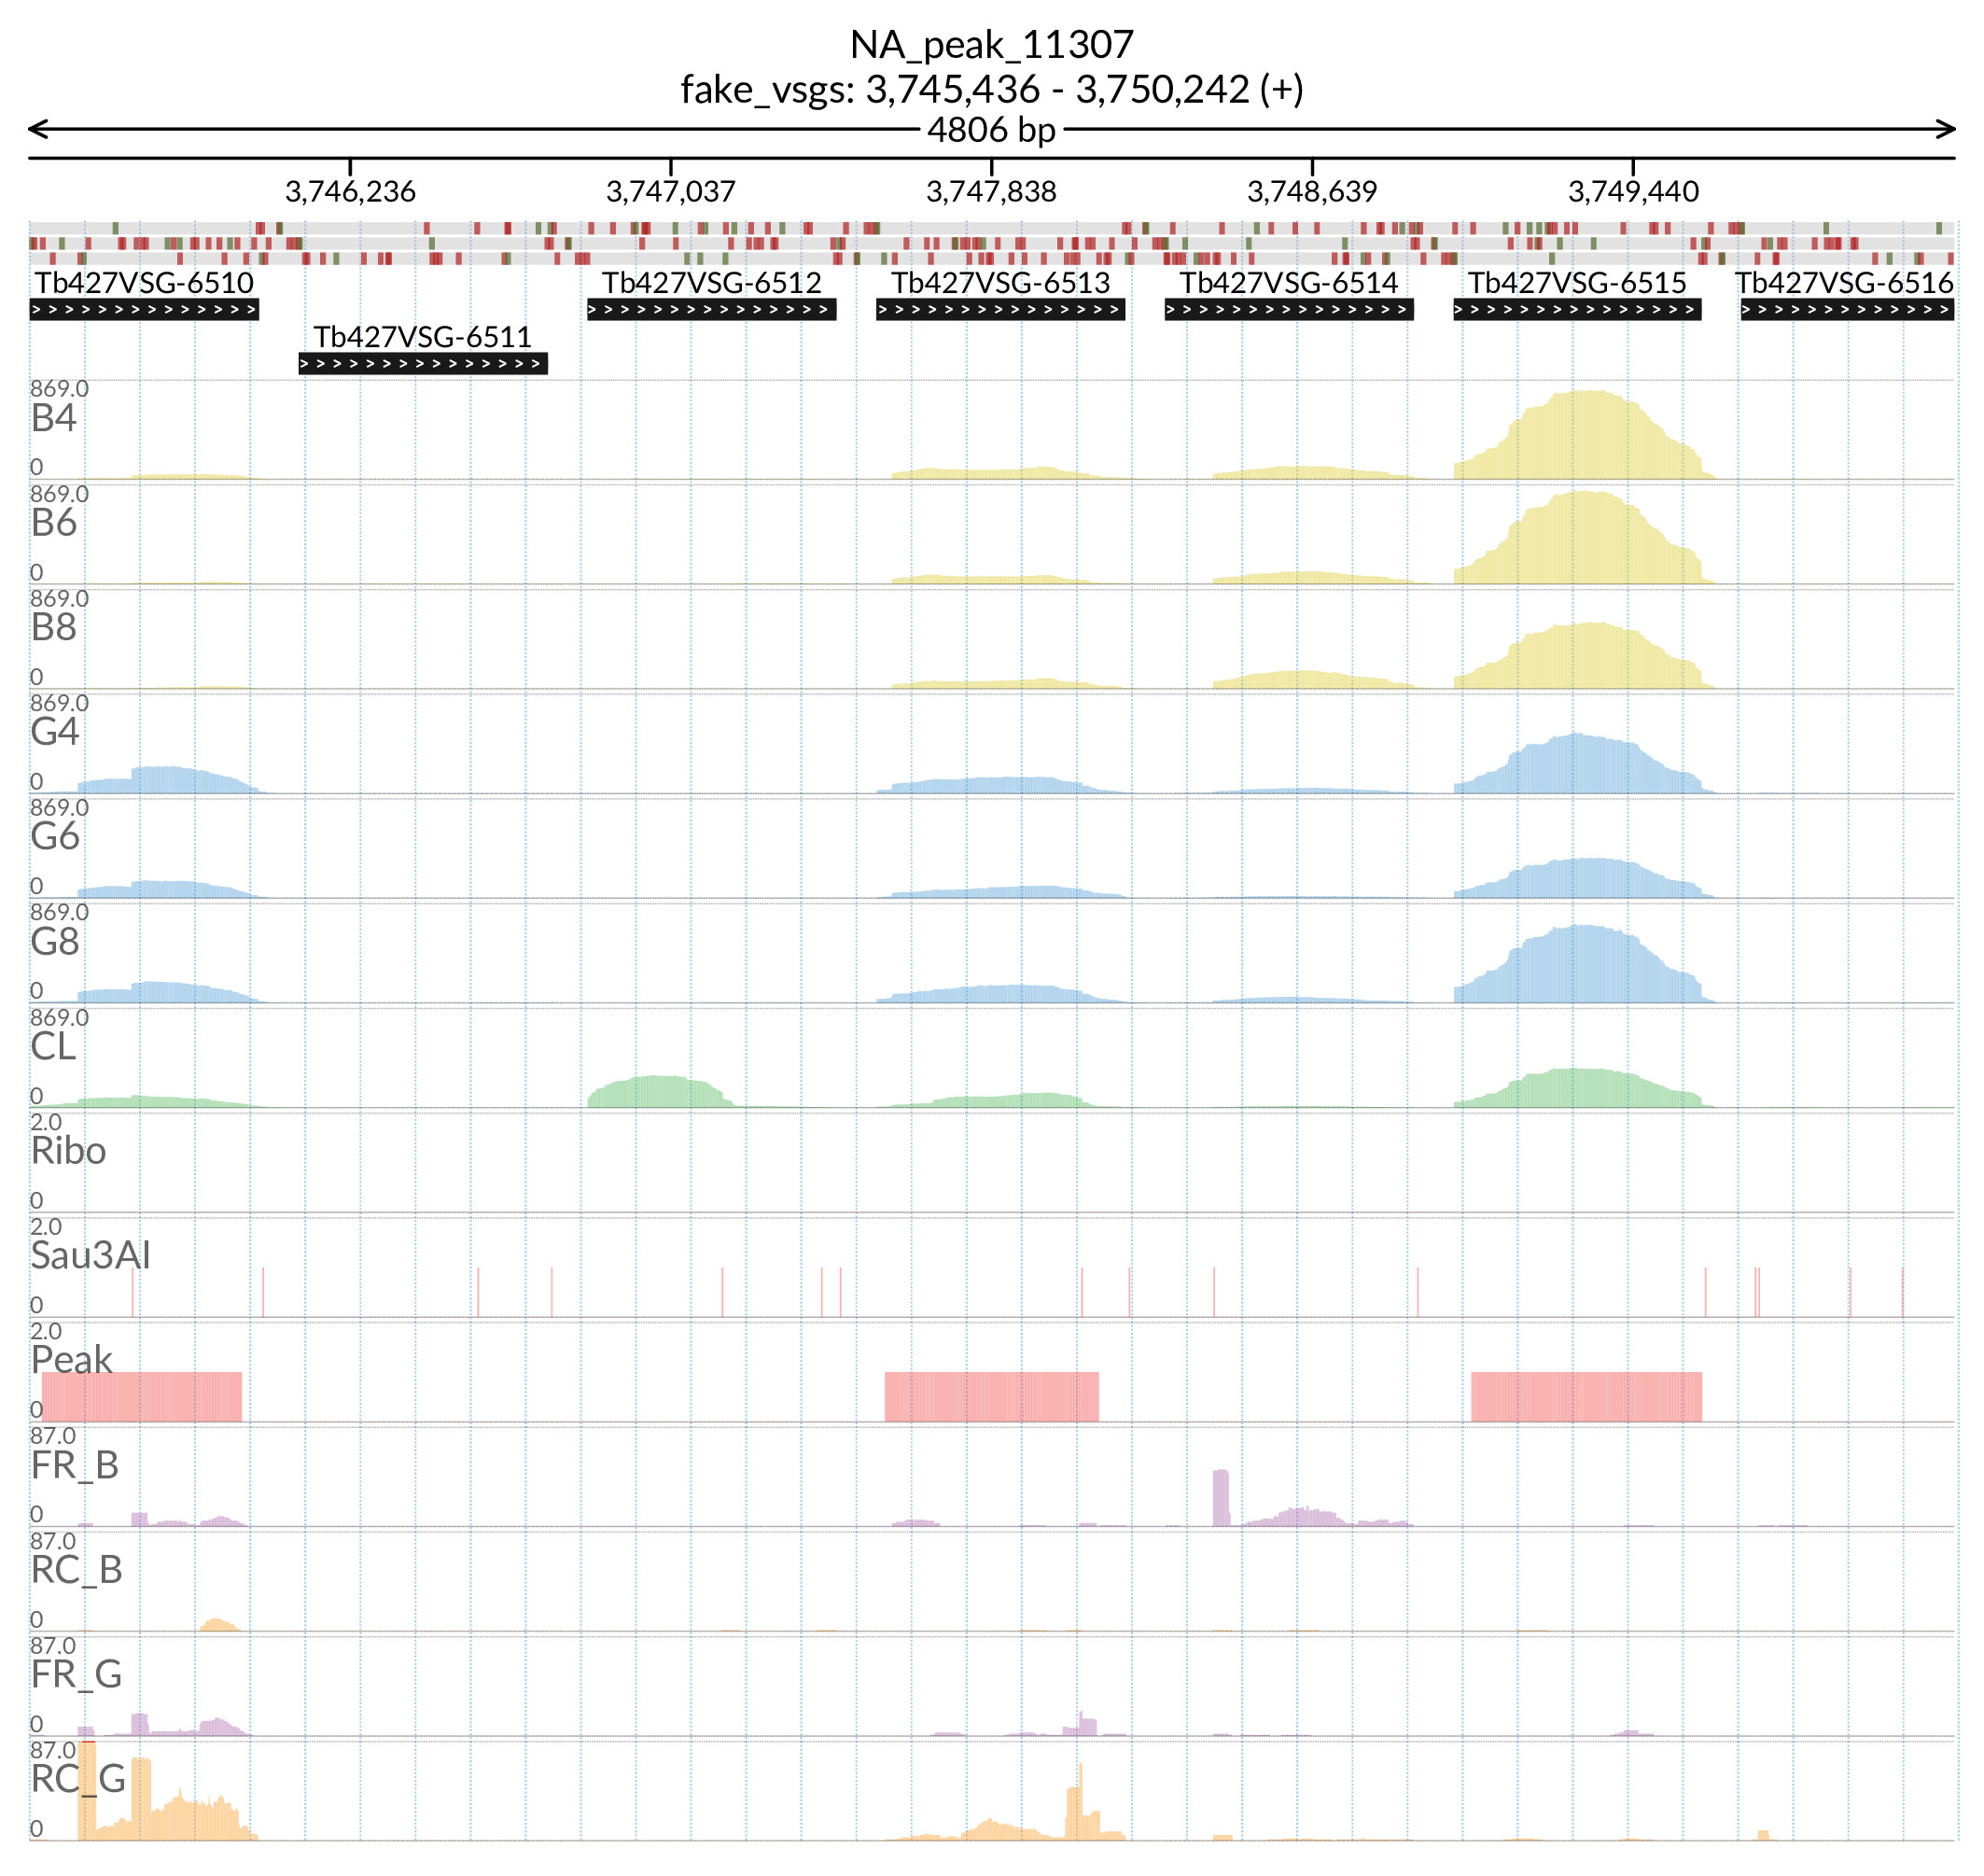 NA_peak_11307
fake_vsgs: 3,745,436 - 3,750,242 (+)
4806 bp
3,746,236 3,747,037 3,747,838 3,748,639 3,749,440
Tb427VSG-6510 Tb427VSG-6512 Tb427VSG-6513 Tb427VSG-6514 Tb427VSG-6515 Tb427VSG-6516
Tb427VSG-6511
869.0
B4
0
869.0
B6
0
869.0
B8
0
869.0
G4
0
869.0
G6
0
869.0
G8
0
869.0
CL
0
2.0
Ribo
0
2.0
Sau3AI
0
2.0
Peak
0
87.0
FR_B
0
87.0
RC_B
0
87.0
FR_G
0
87.0
RC_G
0